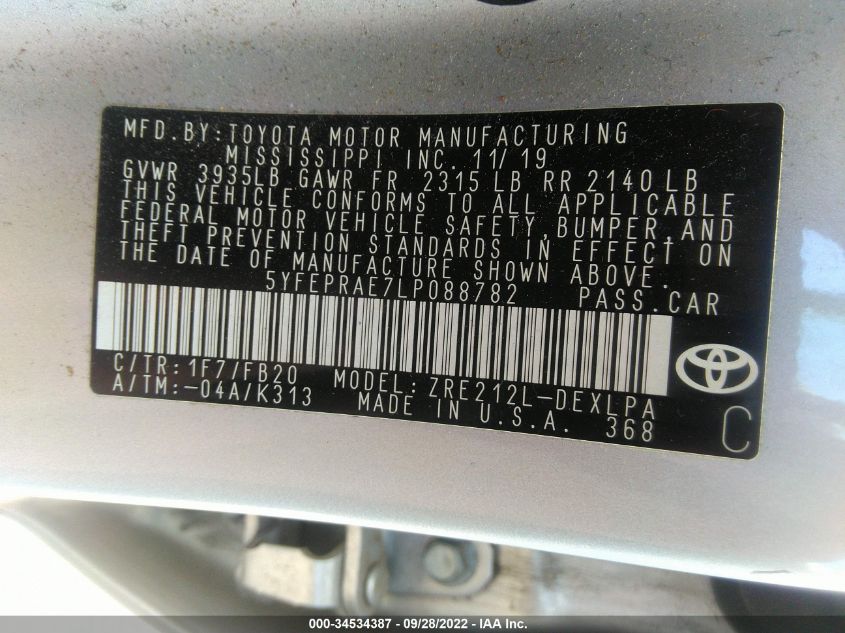 MFD.BY:TOYOTA MOTOR MANUFACTURING
MISSISSIPPI INC. 11/19
GVWR 3935LB GAWR FR 2315 LB RR 2140 LB
THIS VEHICLE CONFORMS TO ALL APPLICABLE
FEDERAL MOTOR VEHICLE SAFETY,BUMPER,AND
THEFT PREVENTION STANDARDS IN EFFECT ON
THE DATE OF MANUFACTURE SHOWN ABOVE.
5YFEPRAE7LP088782 PASS.CAR
C/TR:1F7/FB20 MODEL:ZRE212L-DEXLPA
A/TM:-04A/K313 MADE IN U.S.A. 368
C
000-34534387 - 09/28/2022 - IAA Inc.